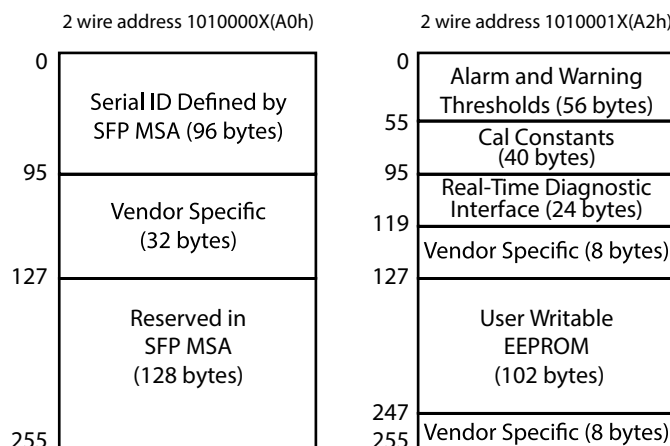 2 wire address 1010000X(A0h)
0
Serial ID Defined by
SFP MSA (96 bytes)
95
Vendor Specific
(32 bytes)
127
Reserved in
SFP MSA
(128 bytes)
255
2 wire address 1010001X(A2h)
0
Alarm and Warning
Thresholds (56 bytes)
55
Cal Constants
(40 bytes)
95
Real-Time Diagnostic
Interface (24 bytes)
119
Vendor Specific (8 bytes)
127
User Writable
EEPROM
(102 bytes)
247
Vendor Specific (8 bytes)
255